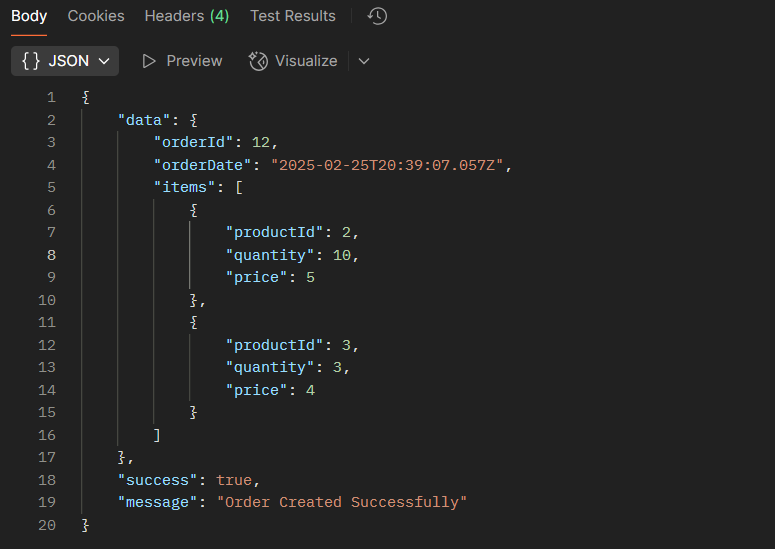 Body Cookies Headers (4) Test Results
{} JSON Preview Visualize
1 {
2 "data": {
3 "orderId": 12,
4 "orderDate": "2025-02-25T20:39:07.057Z",
5 "items": [
6 {
7 "productId": 2,
8 "quantity": 10,
9 "price": 5
10 },
11 {
12 "productId": 3,
13 "quantity": 3,
14 "price": 4
15 }
16 ]
17 },
18 "success": true,
19 "message": "Order Created Successfully"
20 }